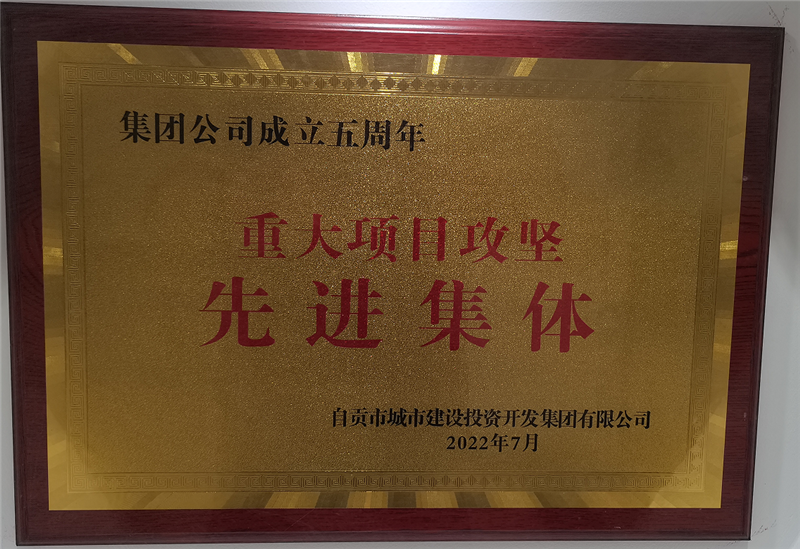 集团公司成立五周年
重大项目攻坚
先进集体
自贡市城市建设投资开发集团有限公司
2022年7月